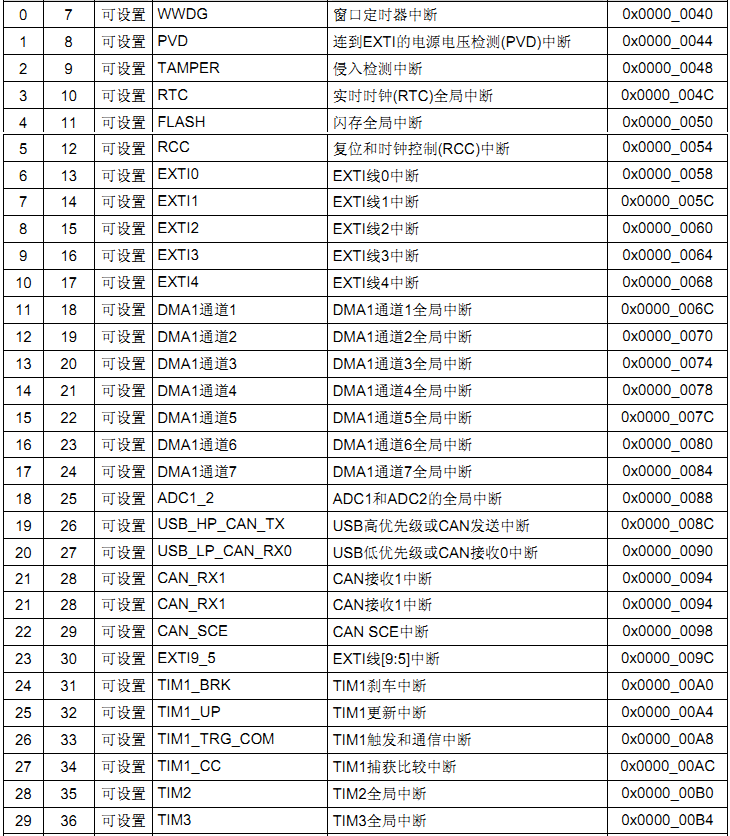 0 7 可设置 WWDG 窗口定时器中断 0x0000_0040
1 8 可设置 PVD 连到EXTI的电源电压检测(PVD)中断 0x0000_0044
2 9 可设置 TAMPER 侵入检测中断 0x0000_0048
3 10 可设置 RTC 实时时钟(RTC)全局中断 0x0000_004C
4 11 可设置 FLASH 闪存全局中断 0x0000_0050
5 12 可设置 RCC 复位和时钟控制(RCC)中断 0x0000_0054
6 13 可设置 EXTI0 EXTI线0中断 0x0000_0058
7 14 可设置 EXTI1 EXTI线1中断 0x0000_005C
8 15 可设置 EXTI2 EXTI线2中断 0x0000_0060
9 16 可设置 EXTI3 EXTI线3中断 0x0000_0064
10 17 可设置 EXTI4 EXTI线4中断 0x0000_0068
11 18 可设置 DMA1通道1 DMA1通道1全局中断 0x0000_006C
12 19 可设置 DMA1通道2 DMA1通道2全局中断 0x0000_0070
13 20 可设置 DMA1通道3 DMA1通道3全局中断 0x0000_0074
14 21 可设置 DMA1通道4 DMA1通道4全局中断 0x0000_0078
15 22 可设置 DMA1通道5 DMA1通道5全局中断 0x0000_007C
16 23 可设置 DMA1通道6 DMA1通道6全局中断 0x0000_0080
17 24 可设置 DMA1通道7 DMA1通道7全局中断 0x0000_0084
18 25 可设置 ADC1_2 ADC1和ADC2的全局中断 0x0000_0088
19 26 可设置 USB_HP_CAN_TX USB高优先级或CAN发送中断 0x0000_008C
20 27 可设置 USB_LP_CAN_RX0 USB低优先级或CAN接收0中断 0x0000_0090
21 28 可设置 CAN_RX1 CAN接收1中断 0x0000_0094
21 28 可设置 CAN_RX1 CAN接收1中断 0x0000_0094
22 29 可设置 CAN_SCE CAN SCE中断 0x0000_0098
23 30 可设置 EXTI9_5 EXTI线[9:5]中断 0x0000_009C
24 31 可设置 TIM1_BRK TIM1刹车中断 0x0000_00A0
25 32 可设置 TIM1_UP TIM1更新中断 0x0000_00A4
26 33 可设置 TIM1_TRG_COM TIM1触发和通信中断 0x0000_00A8
27 34 可设置 TIM1_CC TIM1捕获比较中断 0x0000_00AC
28 35 可设置 TIM2 TIM2全局中断 0x0000_00B0
29 36 可设置 TIM3 TIM3全局中断 0x0000_00B4